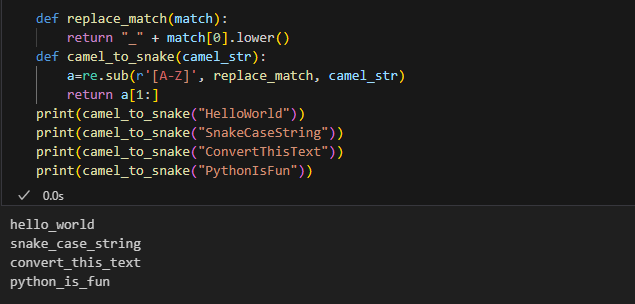 def replace_match(match):
    return "_" + match[0].lower()
def camel_to_snake(camel_str):
    a=re.sub(r'[A-Z]', replace_match, camel_str)
    return a[1:]
print(camel_to_snake("HelloWorld"))
print(camel_to_snake("SnakeCaseString"))
print(camel_to_snake("ConvertThisText"))
print(camel_to_snake("PythonIsFun"))
✓ 0.0s
hello_world
snake_case_string
convert_this_text
python_is_fun